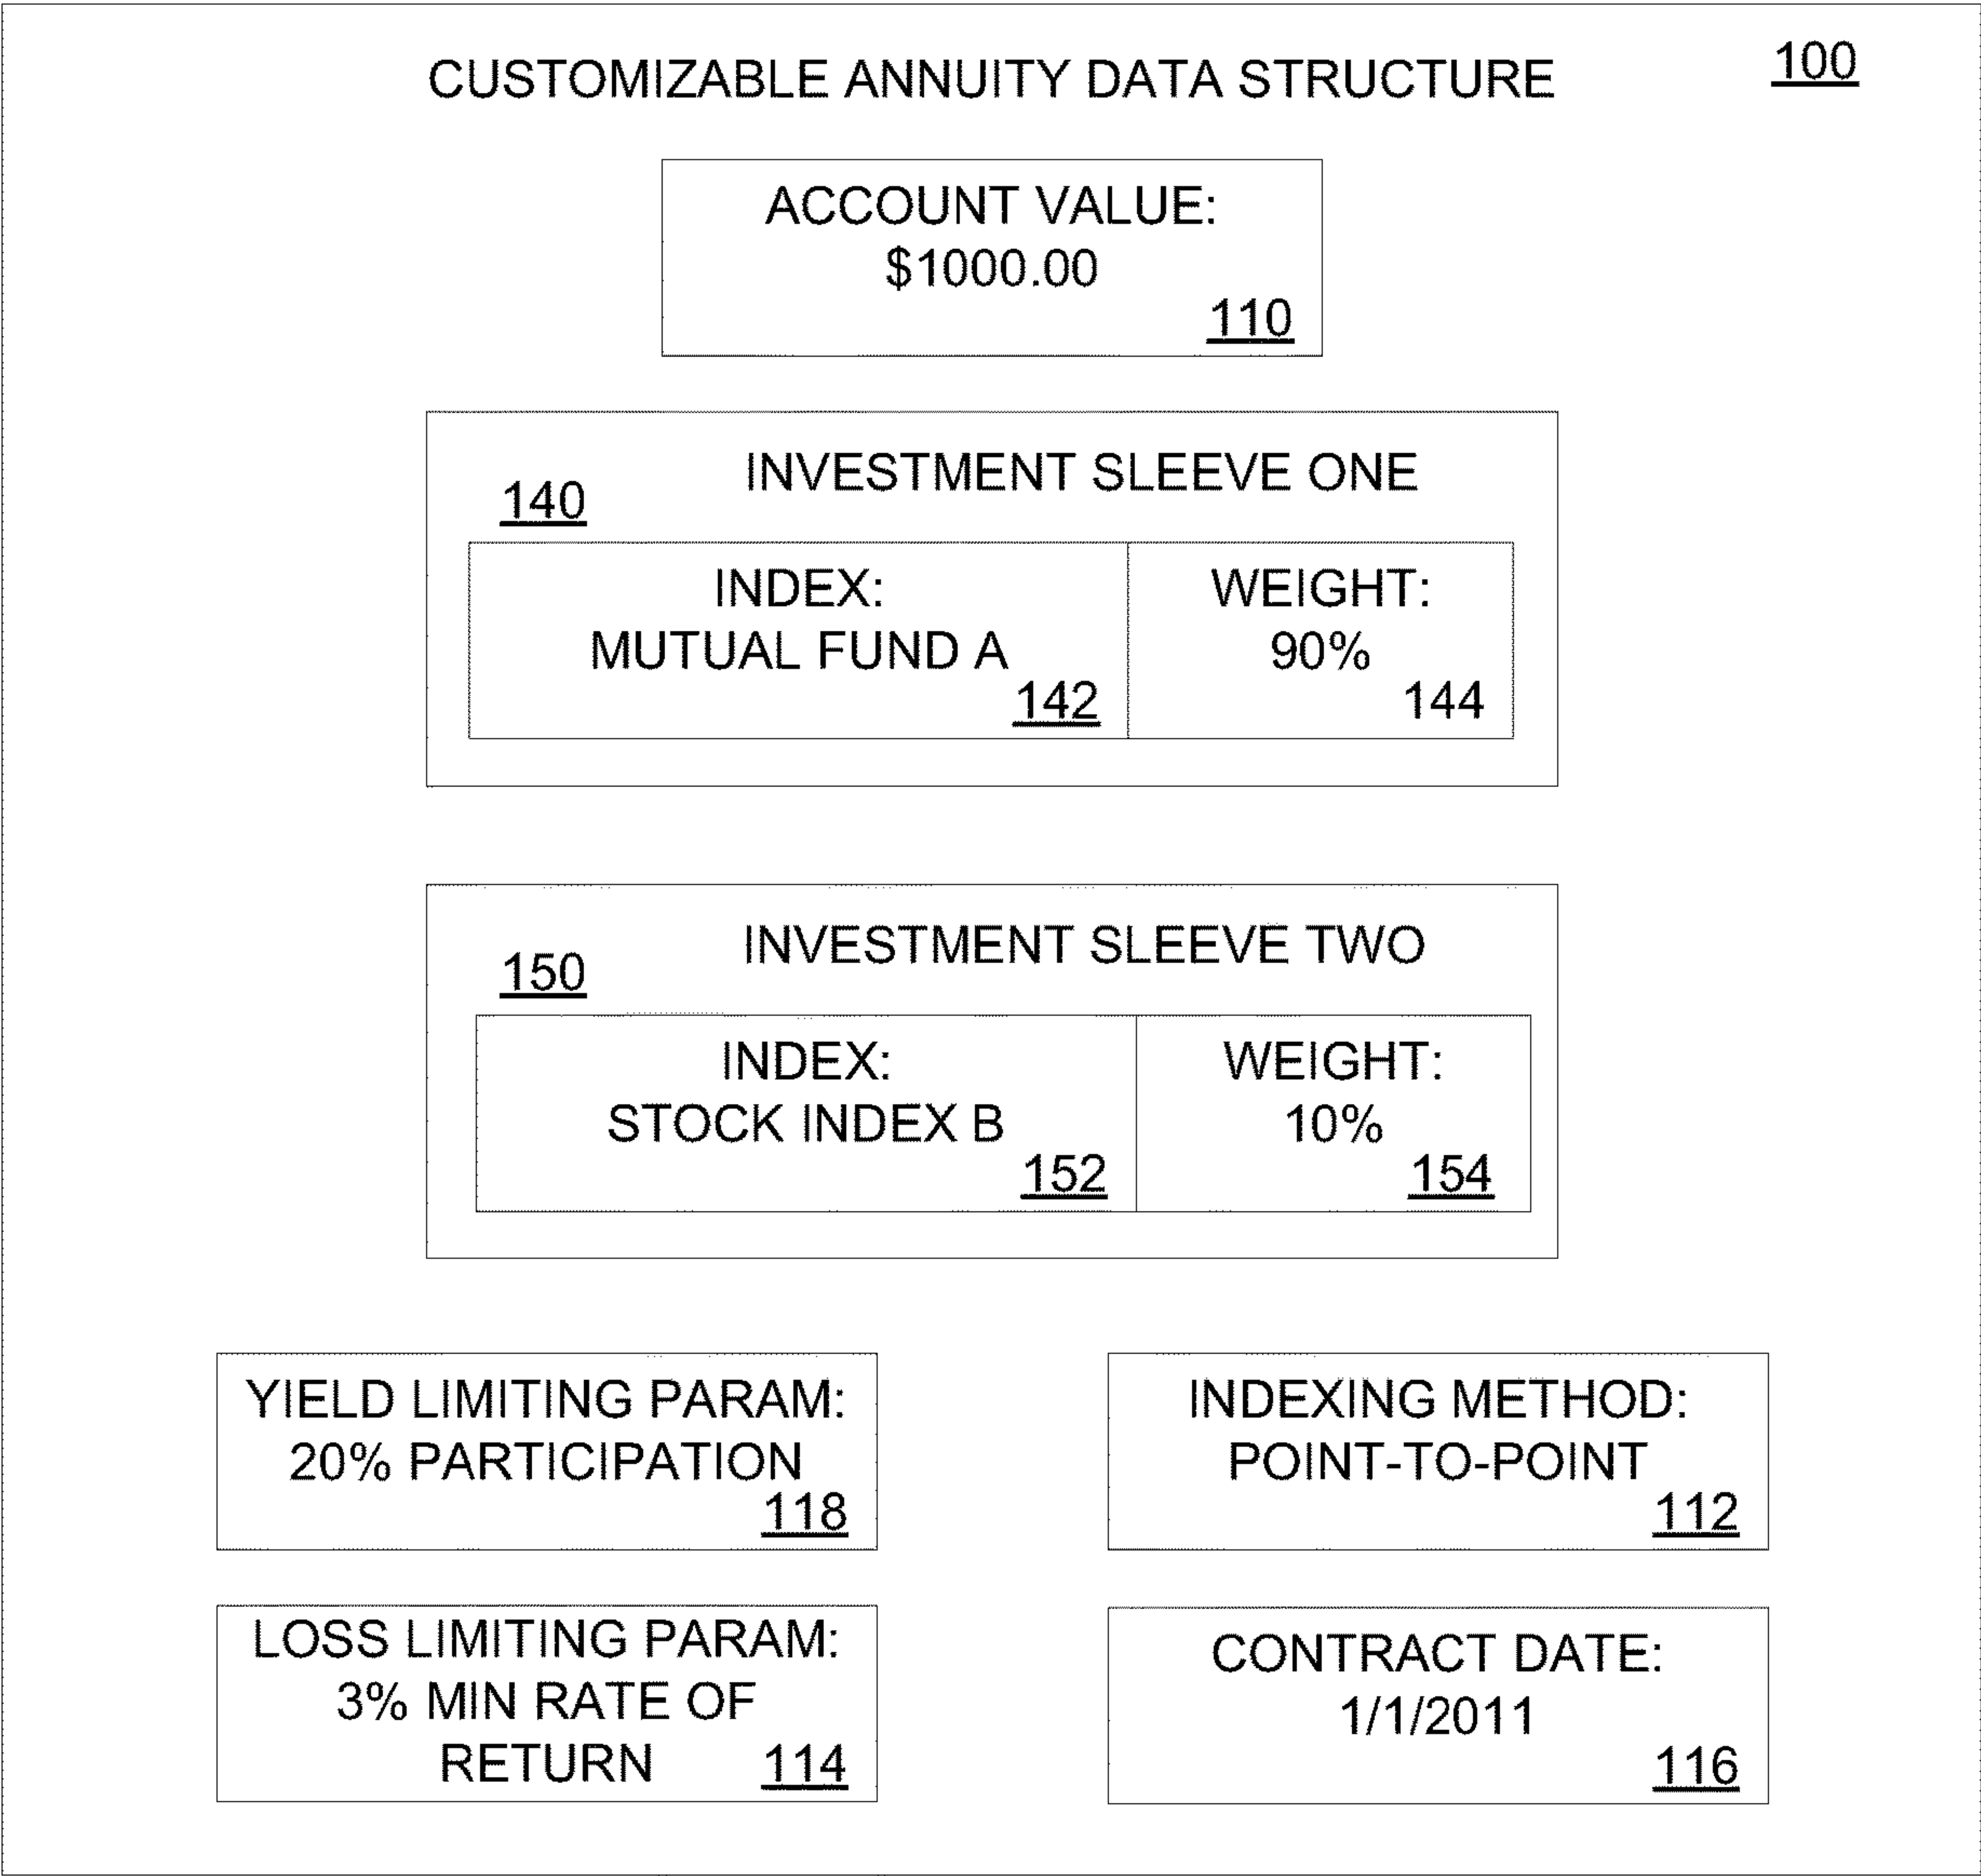 CUSTOMIZABLE ANNUITY DATA STRUCTURE 100
ACCOUNT VALUE:
$1000.00
110
INVESTMENT SLEEVE ONE
140
INDEX:
MUTUAL FUND A
142
WEIGHT:
90%
144
INVESTMENT SLEEVE TWO
150
INDEX:
STOCK INDEX B
152
WEIGHT:
10%
154
YIELD LIMITING PARAM:
20% PARTICIPATION
118
INDEXING METHOD:
POINT-TO-POINT
112
LOSS LIMITING PARAM:
3% MIN RATE OF
RETURN 114
CONTRACT DATE:
1/1/2011
116